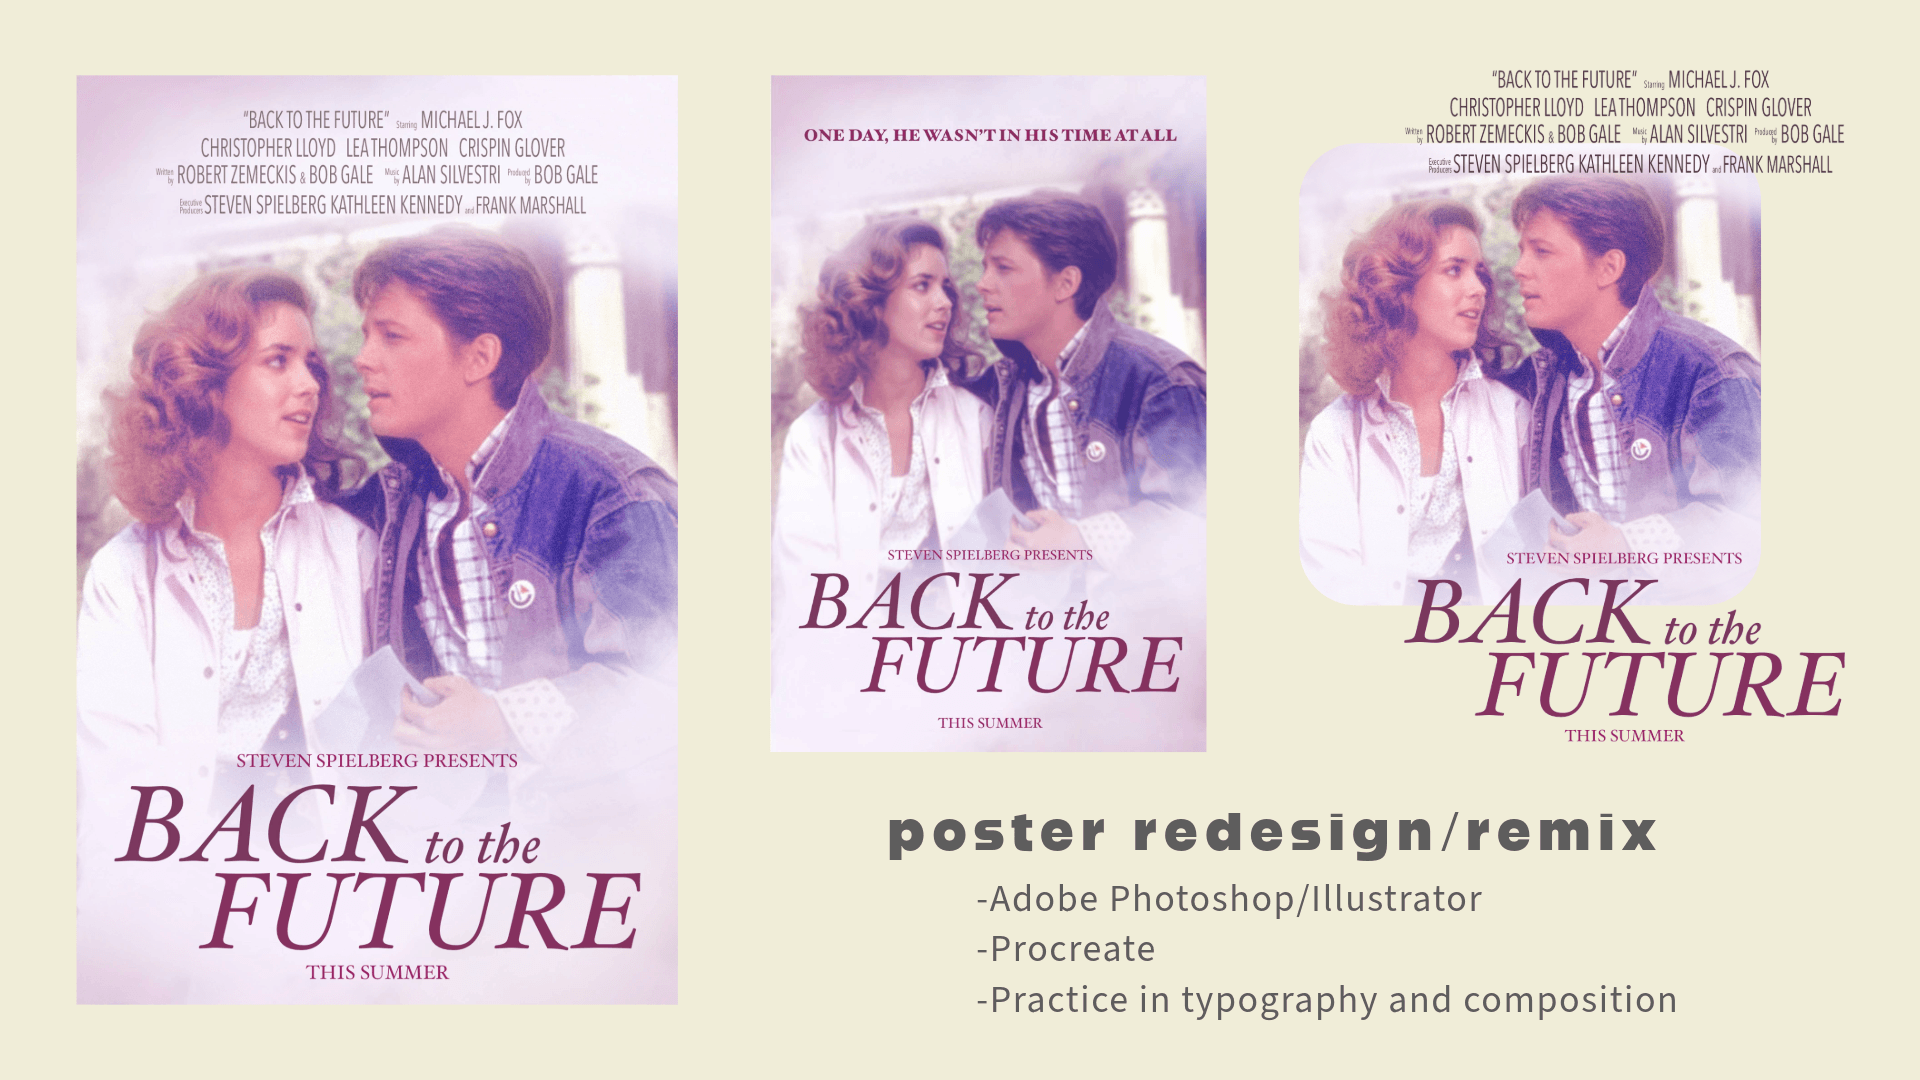 “BACK TO THE FUTURE” Starring MICHAEL J. FOX
CHRISTOPHER LLOYD LEA THOMPSON CRISPIN GLOVER
Written by ROBERT ZEMECKIS & BOB GALE Music by ALAN SILVESTRI Produced by BOB GALE
Executive Producers STEVEN SPIELBERG KATHLEEN KENNEDY and FRANK MARSHALL
STEVEN SPIELBERG PRESENTS
BACK to the
FUTURE
THIS SUMMER
ONE DAY, HE WASN’T IN HIS TIME AT ALL
STEVEN SPIELBERG PRESENTS
BACK to the
FUTURE
THIS SUMMER
“BACK TO THE FUTURE” Starring MICHAEL J. FOX
CHRISTOPHER LLOYD LEA THOMPSON CRISPIN GLOVER
Written by ROBERT ZEMECKIS & BOB GALE Music by ALAN SILVESTRI Produced by BOB GALE
Executive Producers STEVEN SPIELBERG KATHLEEN KENNEDY and FRANK MARSHALL
STEVEN SPIELBERG PRESENTS
BACK to the
FUTURE
THIS SUMMER
poster redesign/remix
-Adobe Photoshop/Illustrator
-Procreate
-Practice in typography and composition